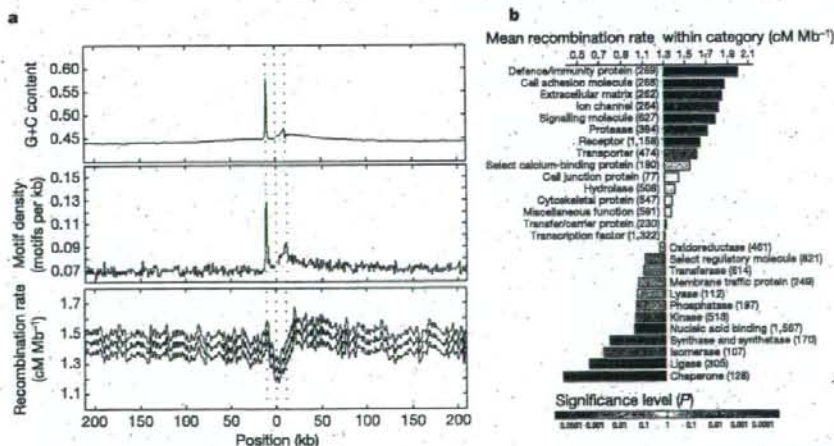 a
0.60
0.55
0.50
0.45
G+C content
0.15
0.13
0.11
0.09
0.07
Motif density
(motifs per kb)
1.7
1.5
1.3
1.1
Recombination rate
(cM Mb⁻¹)
200 150 100 50 0 50 100 150 200
Position (kb)
b
Mean recombination rate within category (cM Mb⁻¹)
0.5 0.7 0.9 1.1 1.3 1.5 1.7 1.9 2.1
Defence/immunity protein (269)
Cell adhesion molecule (268)
Extracellular matrix (262)
Ion channel (264)
Signalling molecule (627)
Protease (364)
Receptor (1,158)
Transporter (474)
Select calcium-binding protein (190)
Cell junction protein (77)
Hydrolase (508)
Cytoskeletal protein (547)
Miscellaneous function (591)
Transfer/carrier protein (230)
Transcription factor (1,322)
Oxidoreductase (461)
Select regulatory molecule (821)
Transferase (614)
Membrane traffic protein (249)
Lyase (112)
Phosphatase (197)
Kinase (513)
Nucleic acid binding (1,567)
Synthase and synthetase (170)
Isomerase (107)
Ligase (305)
Chaperone (128)
Significance level (P)
0.0001 0.001 0.01 0.1 1 0.1 0.01 0.001 0.0001